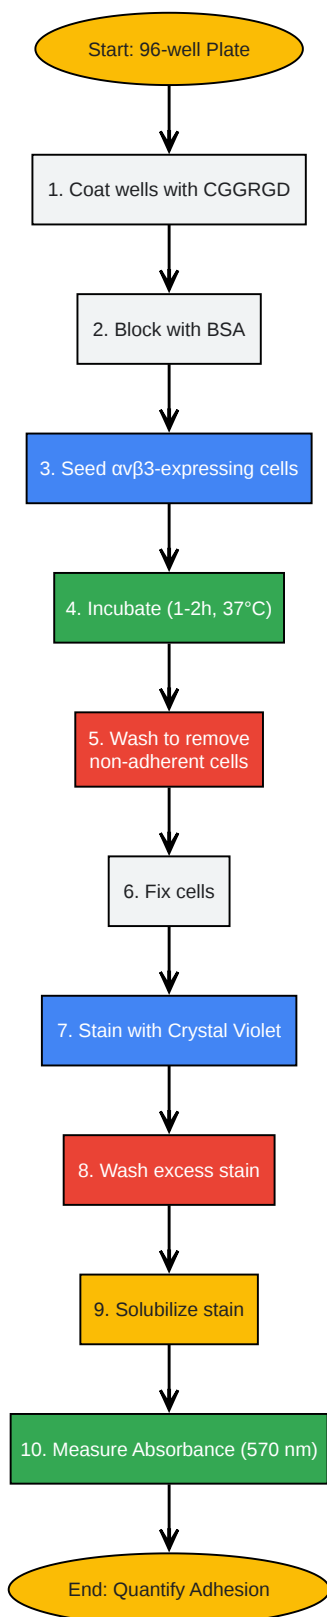 Start: 96-well Plate
1. Coat wells with CGGRGD
2. Block with BSA
3. Seed αvβ3-expressing cells
4. Incubate (1-2h, 37°C)
5. Wash to remove
non-adherent cells
6. Fix cells
7. Stain with Crystal Violet
8. Wash excess stain
9. Solubilize stain
10. Measure Absorbance (570 nm)
End: Quantify Adhesion